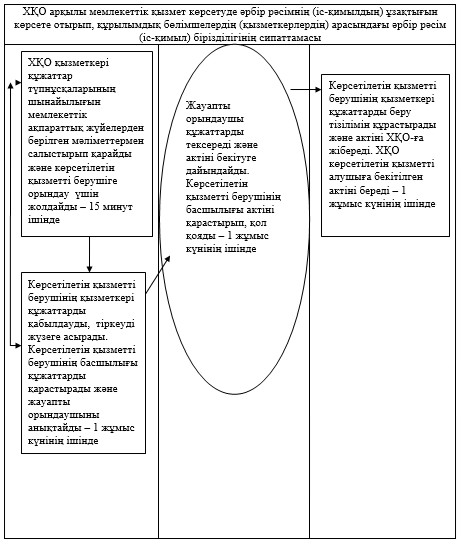 ХҚО арқылы мемлекеттік қызмет көрсетуде әрбір рәсімнің (іс-қимылдың) ұзақтығын
көрсете отырып, құрылымдық бөлімшелердің (қызметкерлердің) арасындағы әрбір рәсім
(іс-қимыл) бірізділігінің сипаттамасы
ХҚО қызметкері
құжаттар
түпнұсқаларының
шынайылығын
мемлекеттік
ақпараттық жүйелерден
берілген мәліметтермен
салыстырып қарайды
және көрсетілетін
қызметті берушіге
орындау үшін
жолдайды – 15 минут
ішінде
Көрсетілетін қызметті
берушінің қызметкері
құжаттарды
қабылдауды, тіркеуді
жүзеге асырады.
Көрсетілетін қызметті
берушінің басшылығы
құжаттарды
қарастырады және
жауапты
орындаушыны
анықтайды – 1 жұмыс
күнінің ішінде
Жауапты
орындаушы
құжаттарды
тексереді және
актіні бекітуге
дайындайды.
Көрсетілетін
қызметті берушінің
басшылығы актіні
қарастырып, қол
қояды – 1 жұмыс
күнінің ішінде
Көрсетілетін қызметті
берушінің қызметкері
құжаттарды беру
тізілімін құрастырады
және актіні ХҚО-ға
жібереді. ХҚО
көрсетілетін қызметті
алушыға бекітілген
актіні береді – 1
жұмыс күнінің ішінде